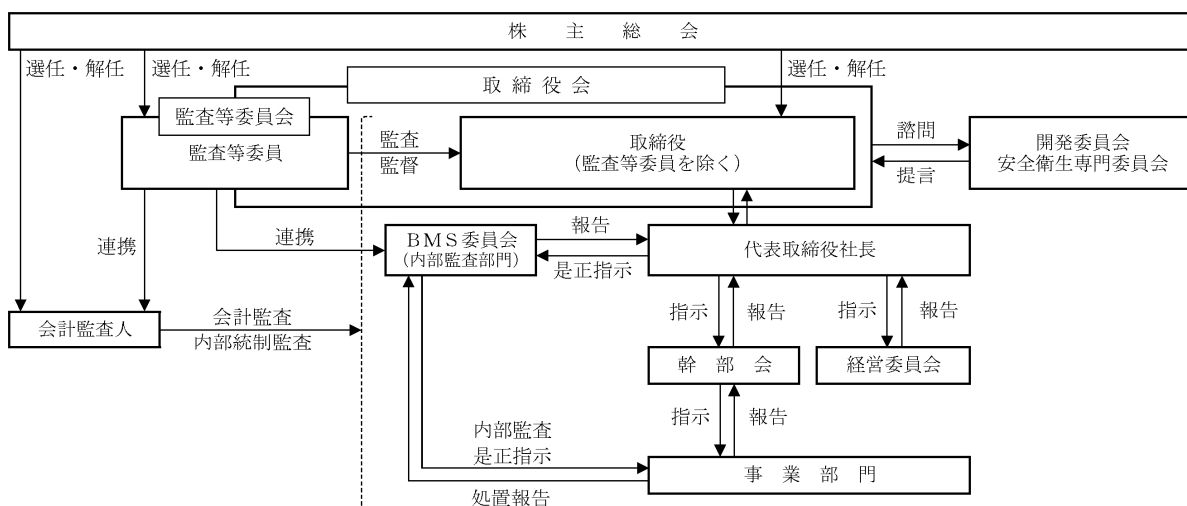 株主総会
選任・解任
選任・解任
選任・解任
取締役会
監査等委員会
監査等委員
監査
監督
取締役
(監査等委員を除く)
諮問
提言
開発委員会
安全衛生専門委員会
連携
連携
BMS委員会
(内部監査部門)
報告
是正指示
代表取締役社長
会計監査人
会計監査
内部統制監査
指示
報告
指示
報告
幹部会
経営委員会
指示
報告
内部監査
是正指示
処置報告
事業部門